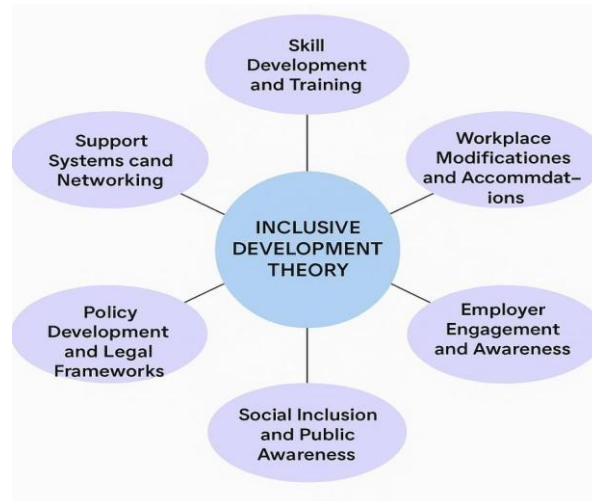 Skill
Development
and Training
Support
Systems cand
Networking
Workplace
Modificationes
and Accommdat–
ions
INCLUSIVE
DEVELOPMENT
THEORY
Policy
Development
and Legal
Frameworks
Employer
Engagement
and Awareness
Social Inclusion
and Public
Awareness